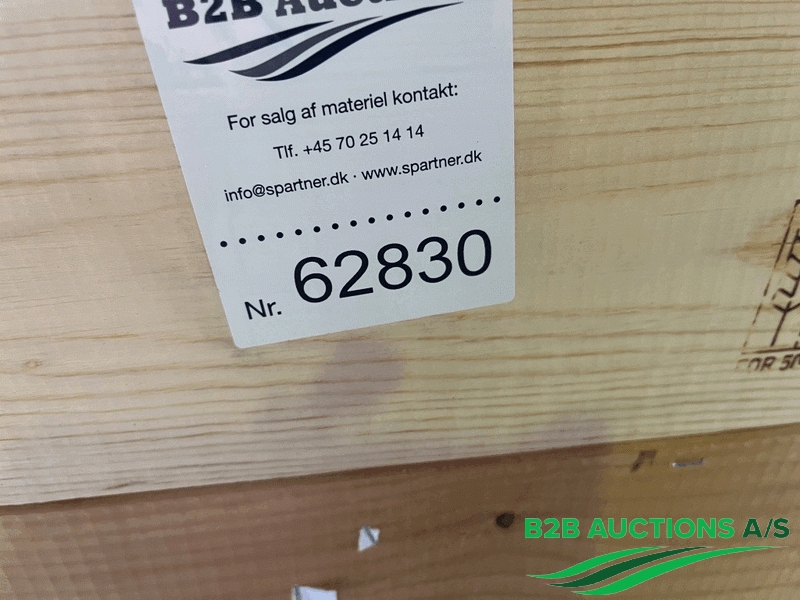 B2B Auctions
For salg af materiel kontakt:
Tlf. +45 70 25 14 14
info@spartner.dk · www.spartner.dk
Nr. 62830
B2B AUCTIONS A/S